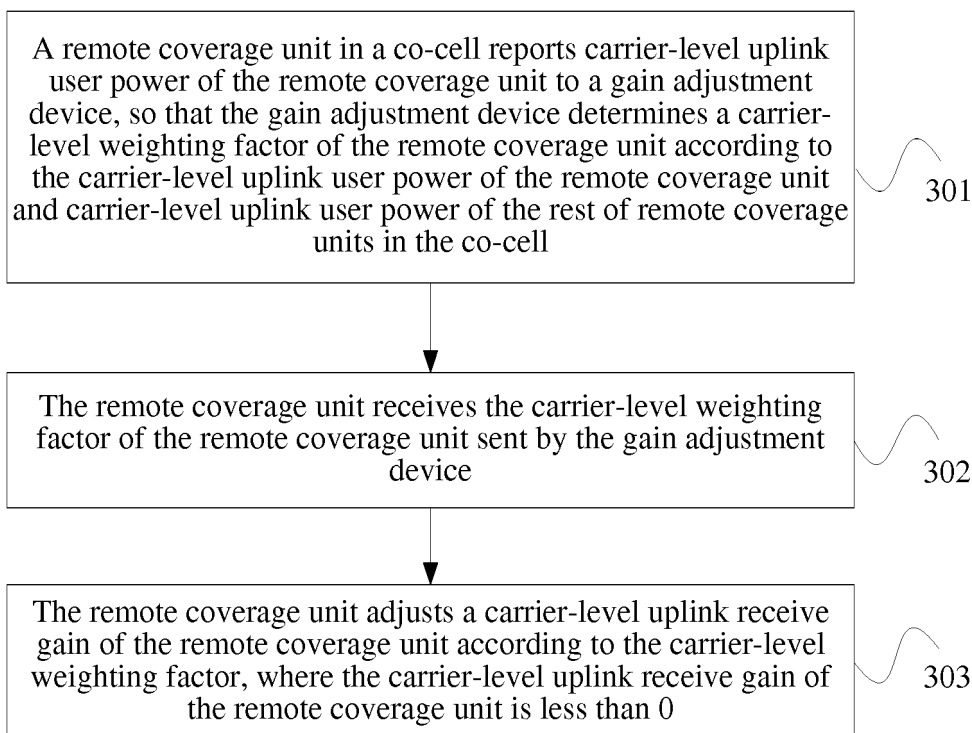 A remote coverage unit in a co-cell reports carrier-level uplink
user power of the remote coverage unit to a gain adjustment
device, so that the gain adjustment device determines a carrier-
level weighting factor of the remote coverage unit according to
the carrier-level uplink user power of the remote coverage unit
and carrier-level uplink user power of the rest of remote coverage
units in the co-cell
301
The remote coverage unit receives the carrier-level weighting
factor of the remote coverage unit sent by the gain adjustment
device
302
The remote coverage unit adjusts a carrier-level uplink receive
gain of the remote coverage unit according to the carrier-level
weighting factor, where the carrier-level uplink receive gain of
the remote coverage unit is less than 0
303